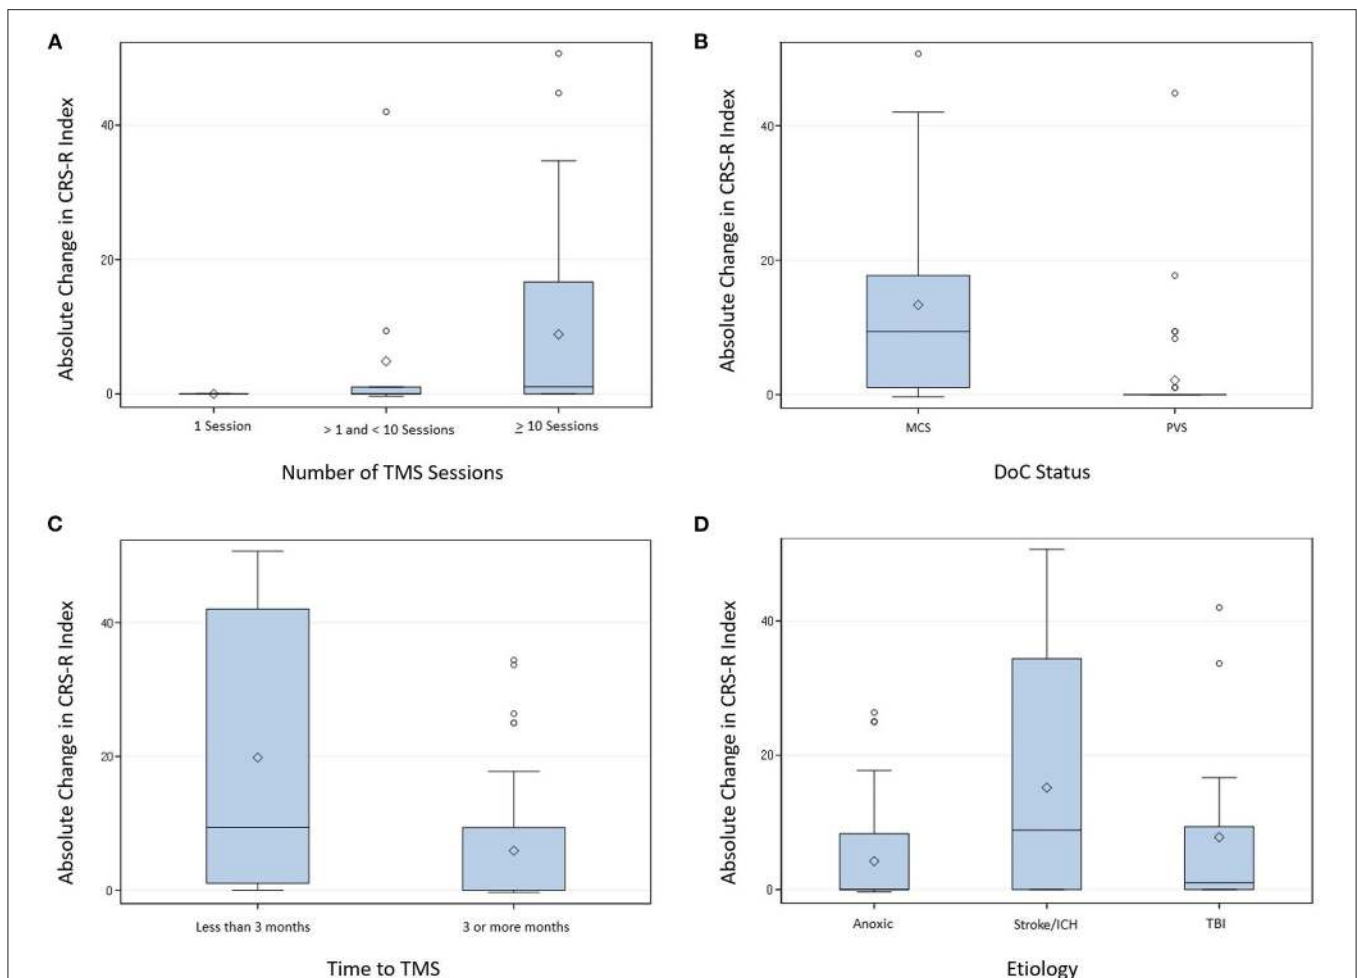 A
Absolute Change in CRS-R Index
40
20
0
1 Session
> 1 and < 10 Sessions
≥ 10 Sessions
Number of TMS Sessions
B
Absolute Change in CRS-R Index
40
20
0
MCS
PVS
DoC Status
C
Absolute Change in CRS-R Index
40
20
0
Less than 3 months
3 or more months
Time to TMS
D
Absolute Change in CRS-R Index
40
20
0
Anoxic
Stroke/ICH
TBI
Etiology